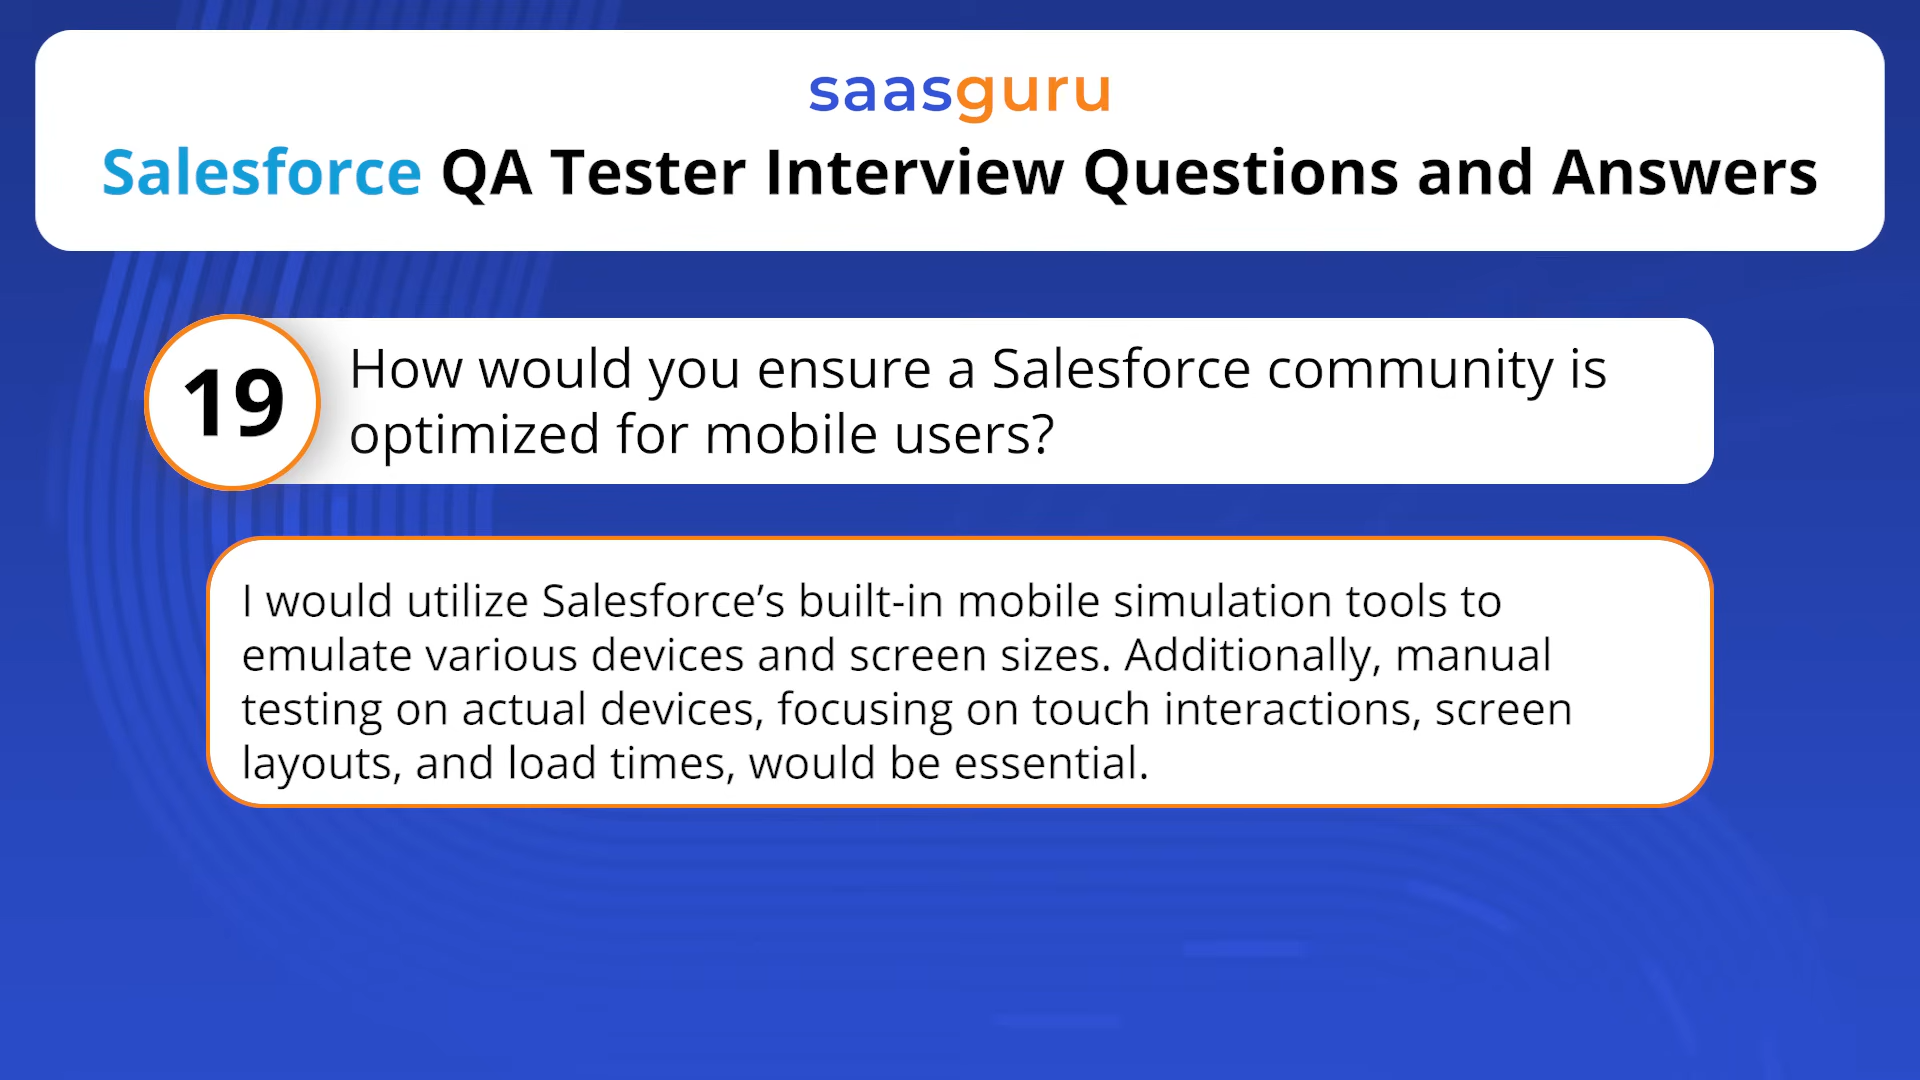 saasguru
Salesforce QA Tester Interview Questions and Answers
19
How would you ensure a Salesforce community is
optimized for mobile users?
I would utilize Salesforce’s built-in mobile simulation tools to
emulate various devices and screen sizes. Additionally, manual
testing on actual devices, focusing on touch interactions, screen
layouts, and load times, would be essential.